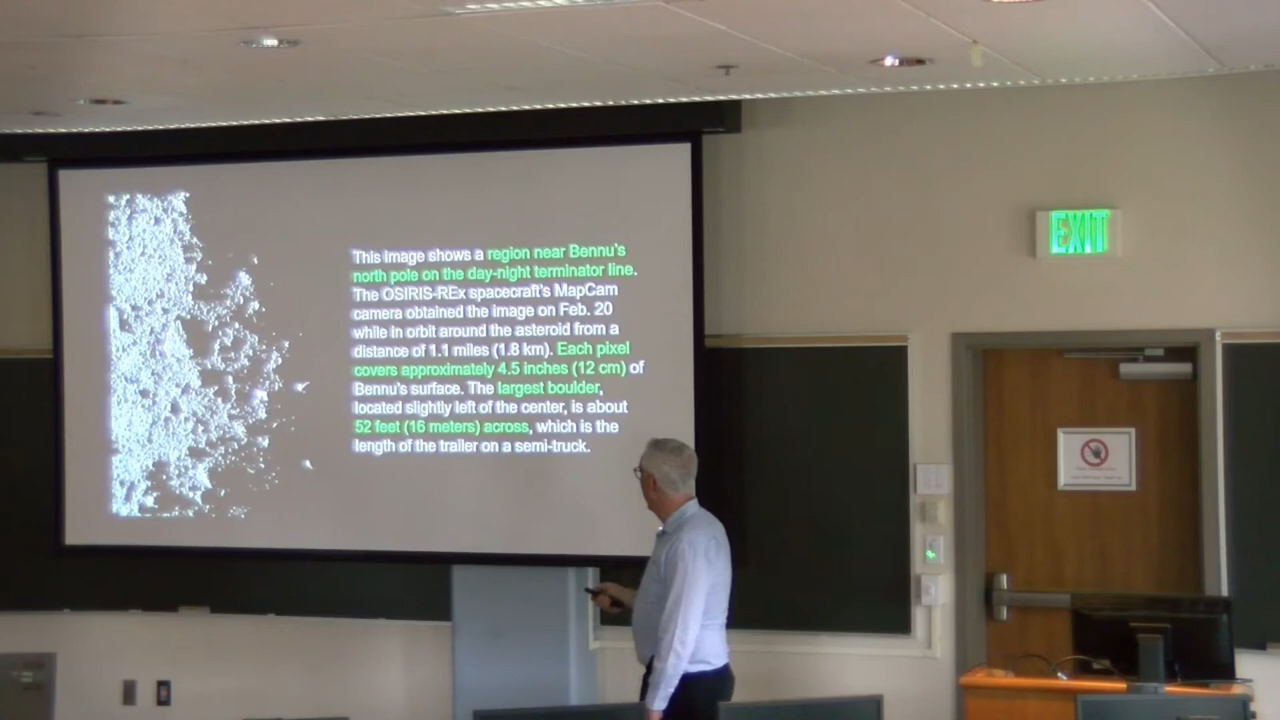 This image shows a region near Bennu's
north pole on the day-night terminator line.
The OSIRIS-REx spacecraft's MapCam
camera obtained the image on Feb. 20
while in orbit around the asteroid from a
distance of 1.1 miles (1.8 km). Each pixel
covers approximately 4.5 inches (12 cm) of
Bennu's surface. The largest boulder,
located slightly left of the center, is about
52 feet (16 meters) across, which is the
length of the trailer on a semi-truck.
EXIT